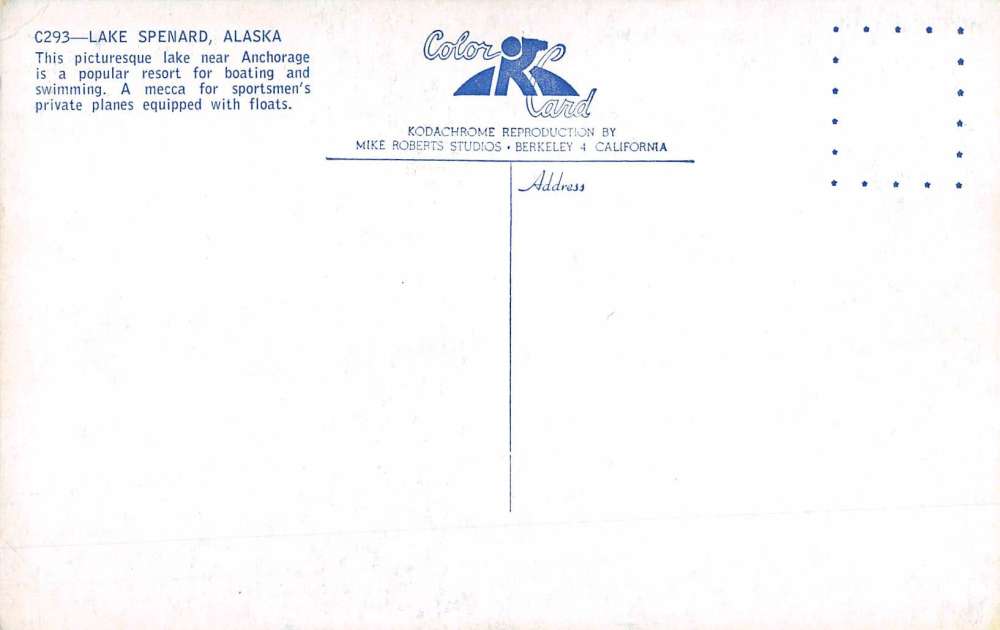 C293—LAKE SPENARD, ALASKA
This picturesque lake near Anchorage
is a popular resort for boating and
swimming. A mecca for sportsmen's
private planes equipped with floats.
Color
Card
KODACHROME REPRODUCTION BY
MIKE ROBERTS STUDIOS • BERKELEY 4 CALIFORNIA
Address